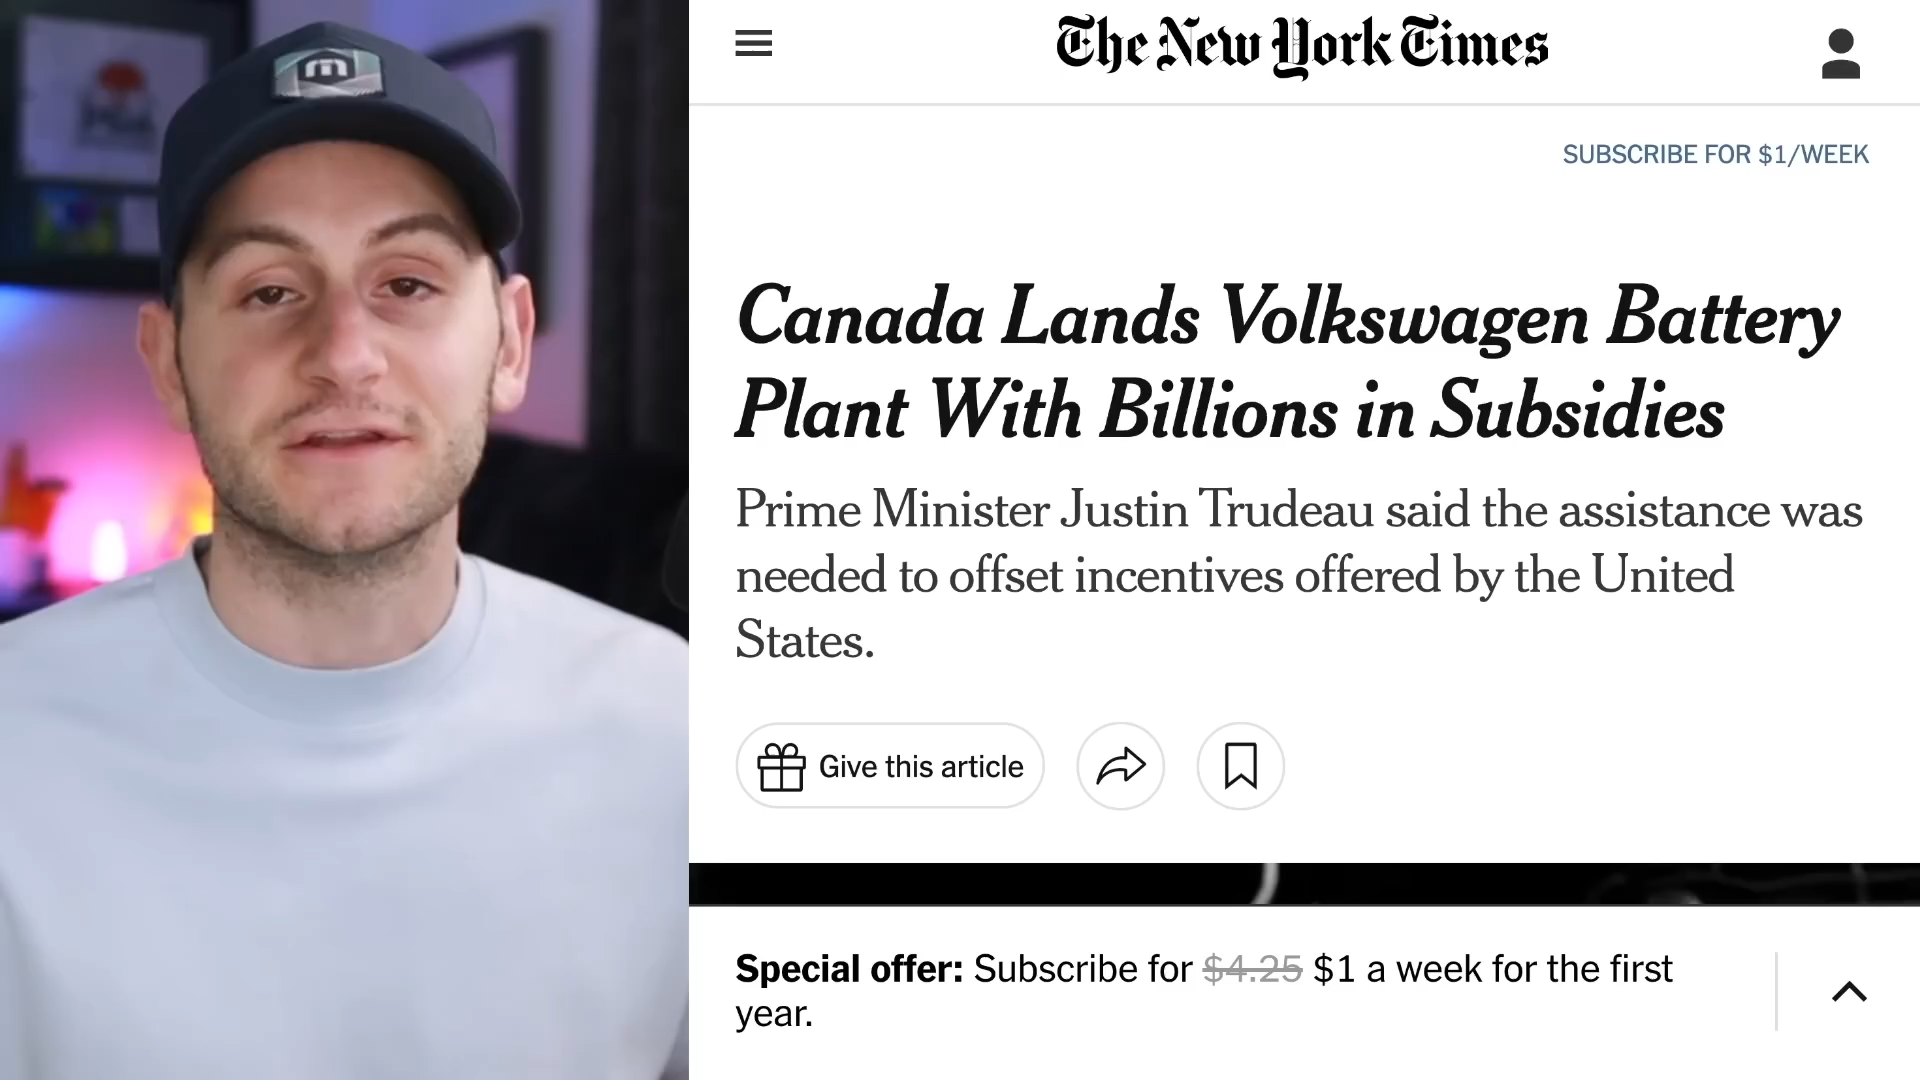 The New York Times
SUBSCRIBE FOR $1/WEEK
Canada Lands Volkswagen Battery
Plant With Billions in Subsidies
Prime Minister Justin Trudeau said the assistance was
needed to offset incentives offered by the United
States.
Give this article
Special offer: Subscribe for $4.25 $1 a week for the first
year.